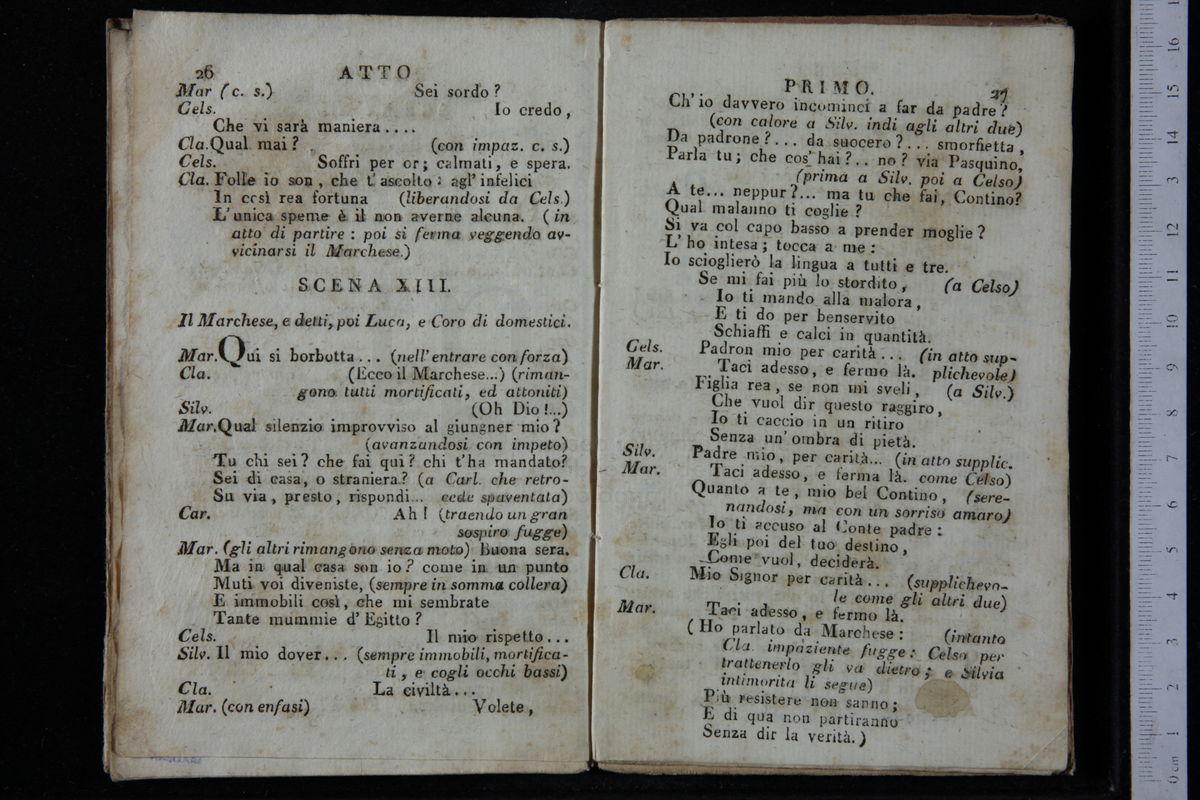 26 ATTO
Mar (c. s.) Sei sordo?
Cels. Io credo,
Che vi sarà maniera....
Cla. Qual mai? (con impaz. c. s.)
Cels. Soffri per or; calmati, e spera.
Cla. Folle io son, che t'ascolto: agl'infelici
In così rea fortuna (liberandosi da Cels.)
L'unica speme è il non averne alcuna. (in
atto di partire: poi si ferma veggendo av-
vicinarsi il Marchese.)
SCENA XIII.
Il Marchese, e detti, poi Luca, e Coro di domestici.
Mar. Qui si borbotta... (nell'entrare con forza)
Cla. (Ecco il Marchese...) (riman-
gono tutti mortificati, ed attoniti)
Silv. (Oh Dio!...)
Mar. Qual silenzio improvviso al giungner mio?
(avanzandosi con impeto)
Tu chi sei? che fai qui? chi t'ha mandato?
Sei di casa, o straniera? (a Carl. che retro-
Su via, presto, rispondi... cede spaventata)
Car. Ah! (traendo un gran
sospiro fugge)
Mar. (gli altri rimangono senza moto) Buona sera.
Ma in qual casa son io? come in un punto
Muti voi diveniste, (sempre in somma collera)
E immobili così, che mi sembrate
Tante mummie d'Egitto?
Cels. Il mio rispetto...
Silv. Il mio dover... (sempre immobili, mortifica-
ti, e cogli occhi bassi)
Cla. La civiltà...
Mar. (con enfasi) Volete,
PRIMO. 27
Ch'io davvero incominci a far da padre?
(con calore a Silv. indi agli altri due)
Da padrone?... da suocero?... smorfietta,
Parla tu; che cos'hai?.. no? via Pasquino,
(prima a Silv. poi a Celso)
A te... neppur?... ma tu che fai, Contino?
Qual malanno ti coglie?
Si va col capo basso a prender moglie?
L'ho intesa; tocca a me:
Io scioglierò la lingua a tutti e tre.
Se mi fai più lo stordito, (a Celso)
Io ti mando alla malora,
E ti do per benservito
Schiaffi e calci in quantità.
Cels. Padron mio per carità... (in atto sup-
Mar. Taci adesso, e fermo là. plichevole)
Figlia rea, se non mi sveli, (a Silv.)
Che vuol dir questo raggiro,
Io ti caccio in un ritiro
Senza un'ombra di pietà.
Silv. Padre mio, per carità... (in atto supplic.
Mar. Taci adesso, e ferma là. come Celso)
Quanto a te, mio bel Contino, (sere-
nandosi, ma con un sorriso amaro)
Io ti accuso al Conte padre:
Egli poi del tuo destino,
Come vuol, deciderà.
Cla. Mio Signor per carità... (supplichevo-
le come gli altri due)
Mar. Taci adesso, e fermo là.
(Ho parlato da Marchese: (intanto
Cla. impaziente fugge: Celso per
trattenerlo gli va dietro; e Silvia
intimorita li segue)
Più resistere non sanno;
E di qua non partiranno
Senza dir la verità.)
0 cm 1 2 3 4 5 6 7 8 9 10 11 12 13 14 15 16